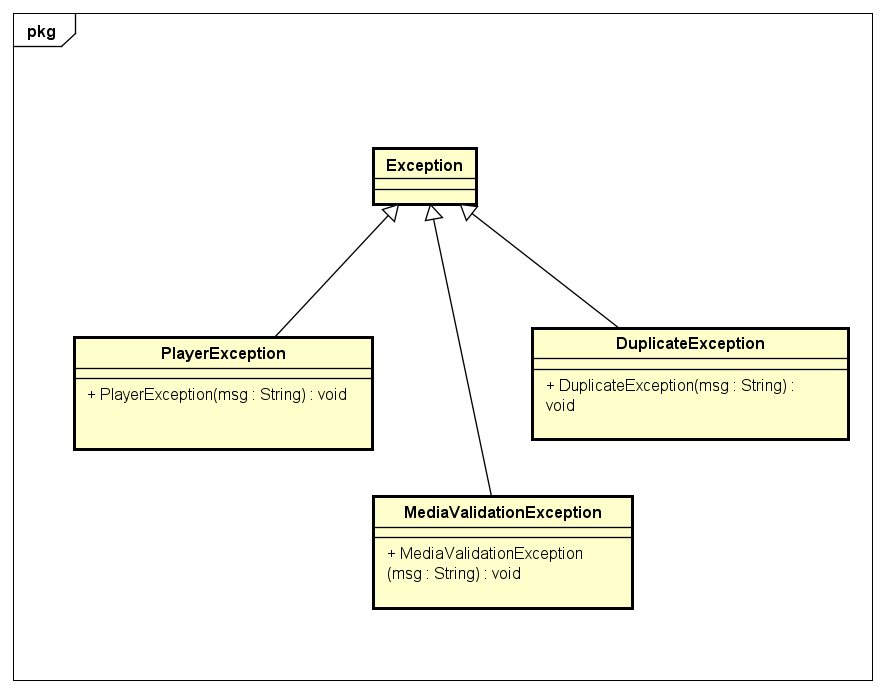 pkg
Exception
PlayerException
+ PlayerException(msg : String) : void
DuplicateException
+ DuplicateException(msg : String) :
void
MediaValidationException
+ MediaValidationException
(msg : String) : void